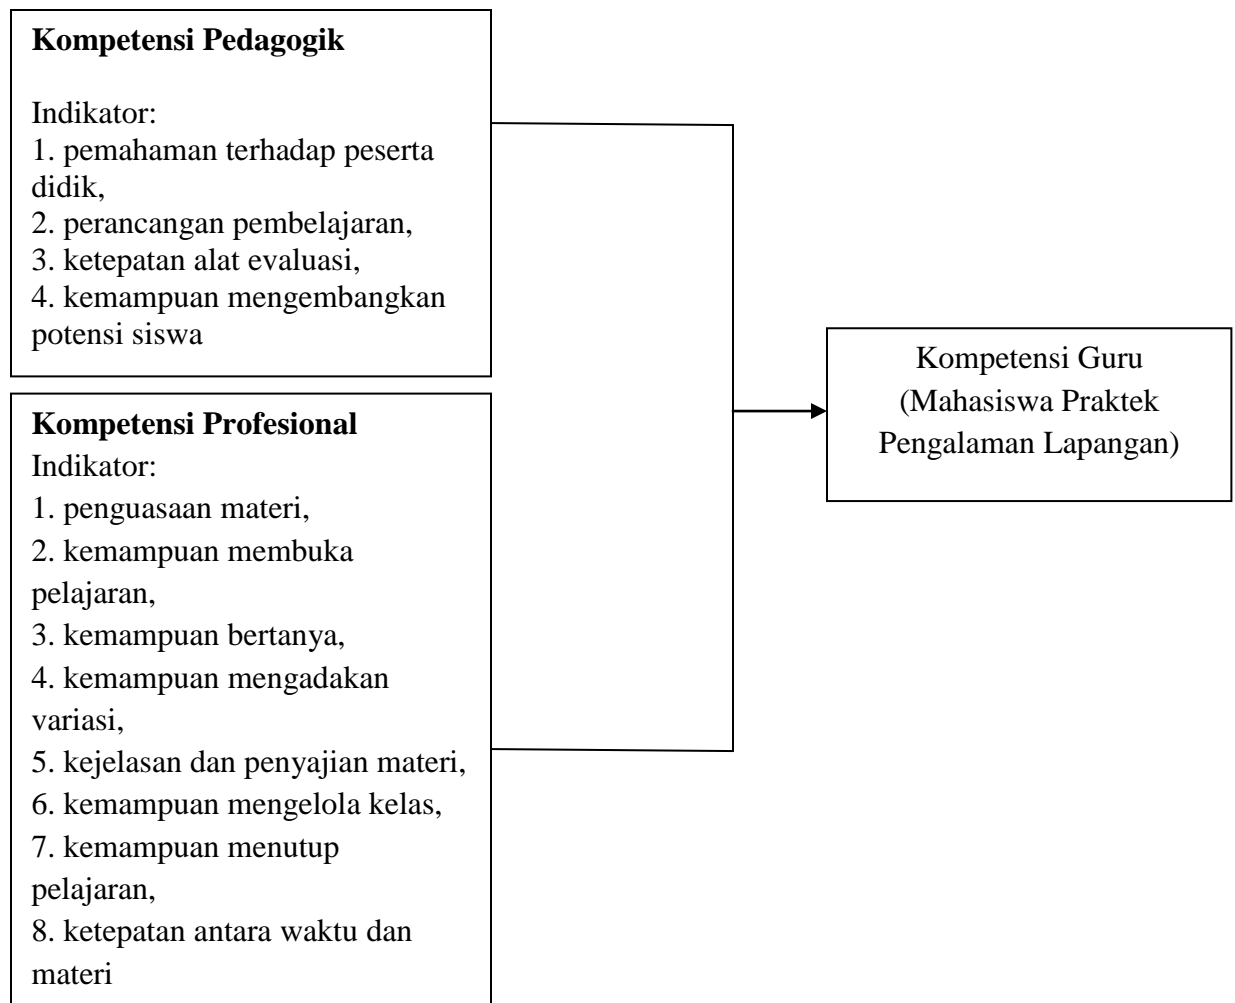 Kompetensi Pedagogik
Indikator:
1. pemahaman terhadap peserta
didik,
2. perancangan pembelajaran,
3. ketepatan alat evaluasi,
4. kemampuan mengembangkan
potensi siswa
Kompetensi Profesional
Indikator:
1. penguasaan materi,
2. kemampuan membuka
pelajaran,
3. kemampuan bertanya,
4. kemampuan mengadakan
variasi,
5. kejelasan dan penyajian materi,
6. kemampuan mengelola kelas,
7. kemampuan menutup
pelajaran,
8. ketepatan antara waktu dan
materi
Kompetensi Guru
(Mahasiswa Praktek
Pengalaman Lapangan)